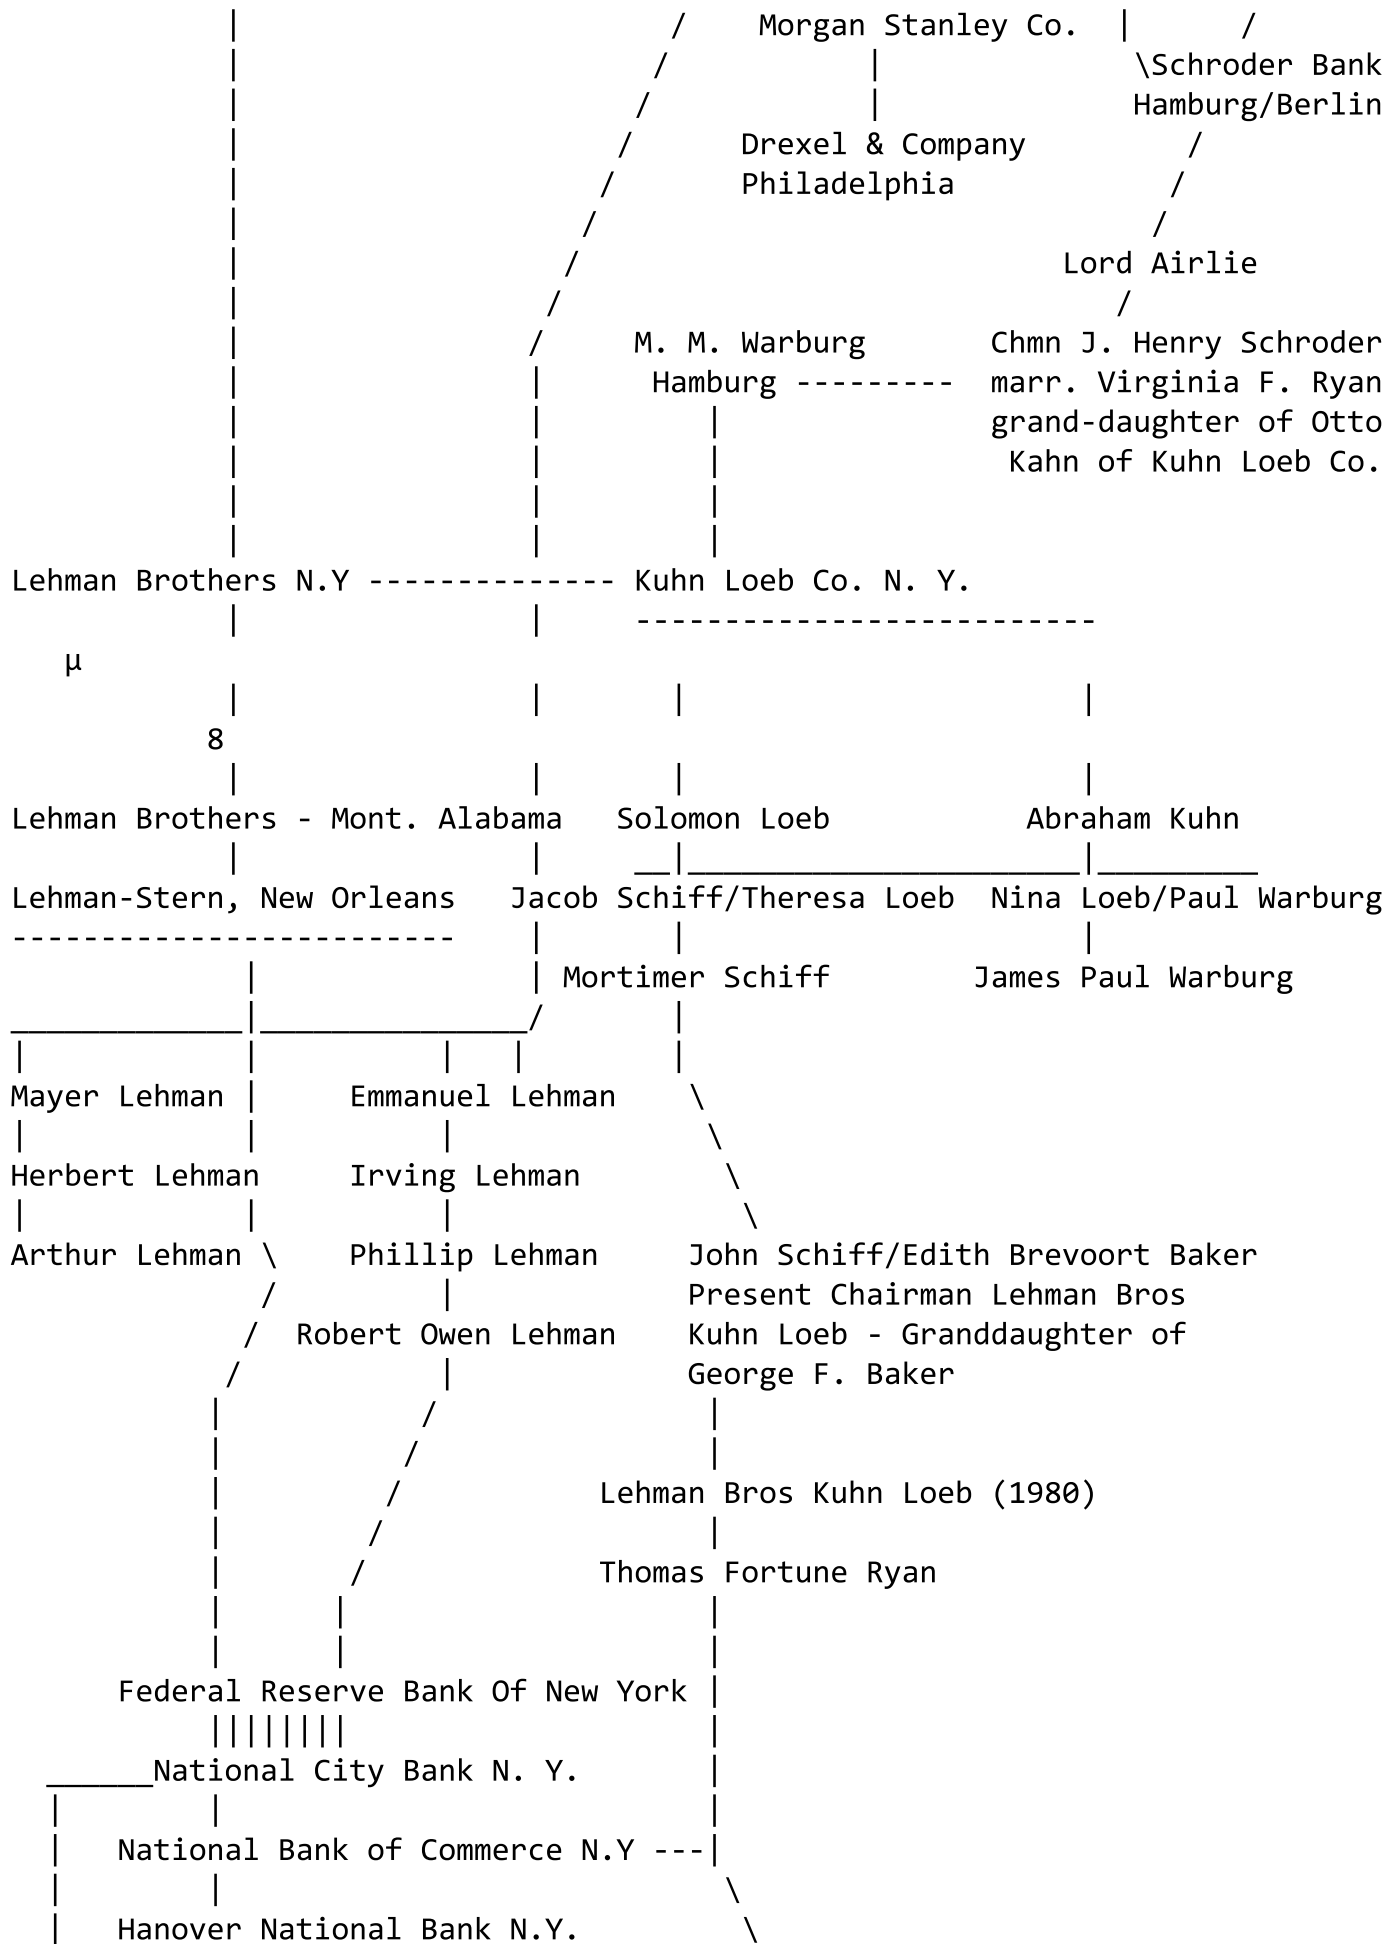 Morgan Stanley Co.
\Schroder Bank
Hamburg/Berlin
Drexel & Company
Philadelphia
Lord Airlie
M. M. Warburg Chmn J. Henry Schroder
Hamburg --------- marr. Virginia F. Ryan
grand-daughter of Otto
Kahn of Kuhn Loeb Co.
Lehman Brothers N.Y -------------- Kuhn Loeb Co. N. Y.
µ
8
Lehman Brothers - Mont. Alabama Solomon Loeb Abraham Kuhn
Lehman-Stern, New Orleans Jacob Schiff/Theresa Loeb Nina Loeb/Paul Warburg
Mortimer Schiff James Paul Warburg
Mayer Lehman Emmanuel Lehman
Herbert Lehman Irving Lehman
Arthur Lehman Phillip Lehman John Schiff/Edith Brevoort Baker
Present Chairman Lehman Bros
Robert Owen Lehman Kuhn Loeb - Granddaughter of
George F. Baker
Lehman Bros Kuhn Loeb (1980)
Thomas Fortune Ryan
Federal Reserve Bank Of New York
National City Bank N. Y.
National Bank of Commerce N.Y ---
Hanover National Bank N.Y.